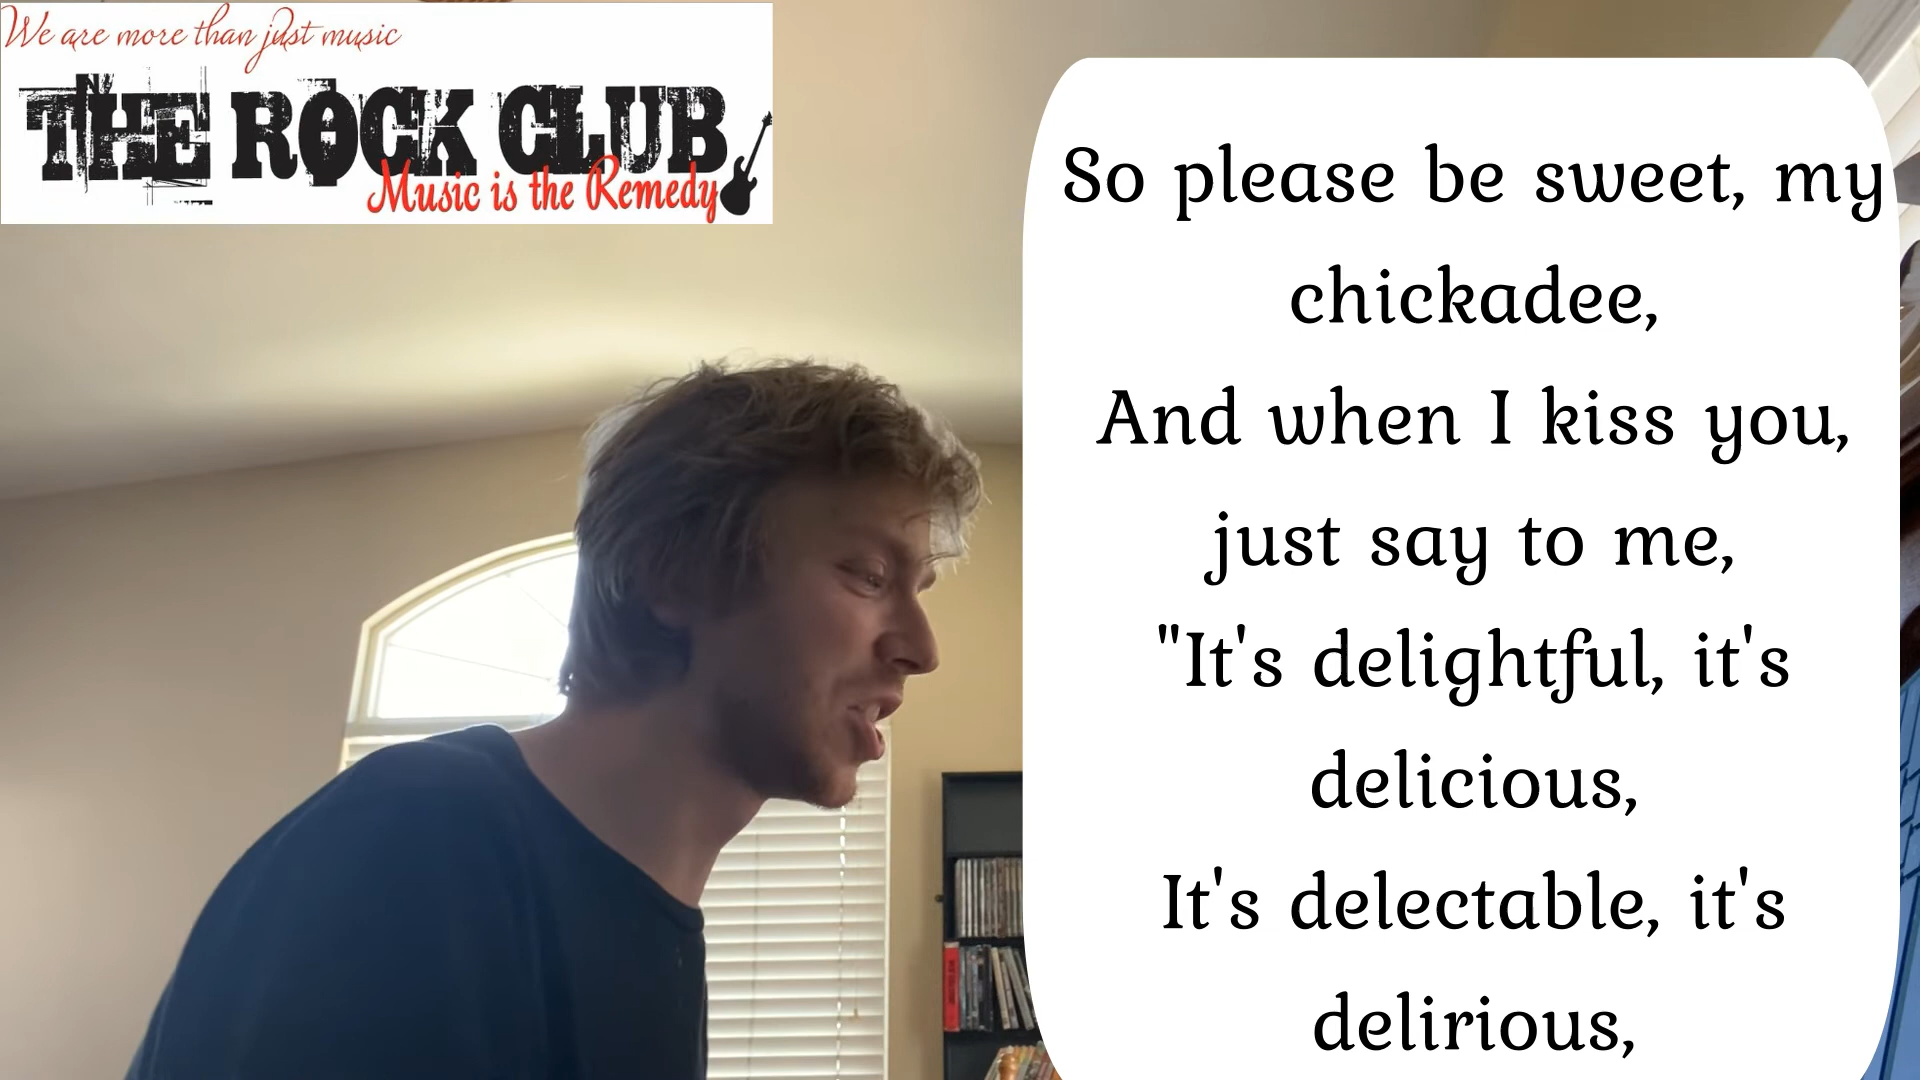 We are more than just music
THE ROCK CLUB
Music is the Remedy
So please be sweet, my
chickadee,
And when I kiss you,
just say to me,
"It's delightful, it's
delicious,
It's delectable, it's
delirious,